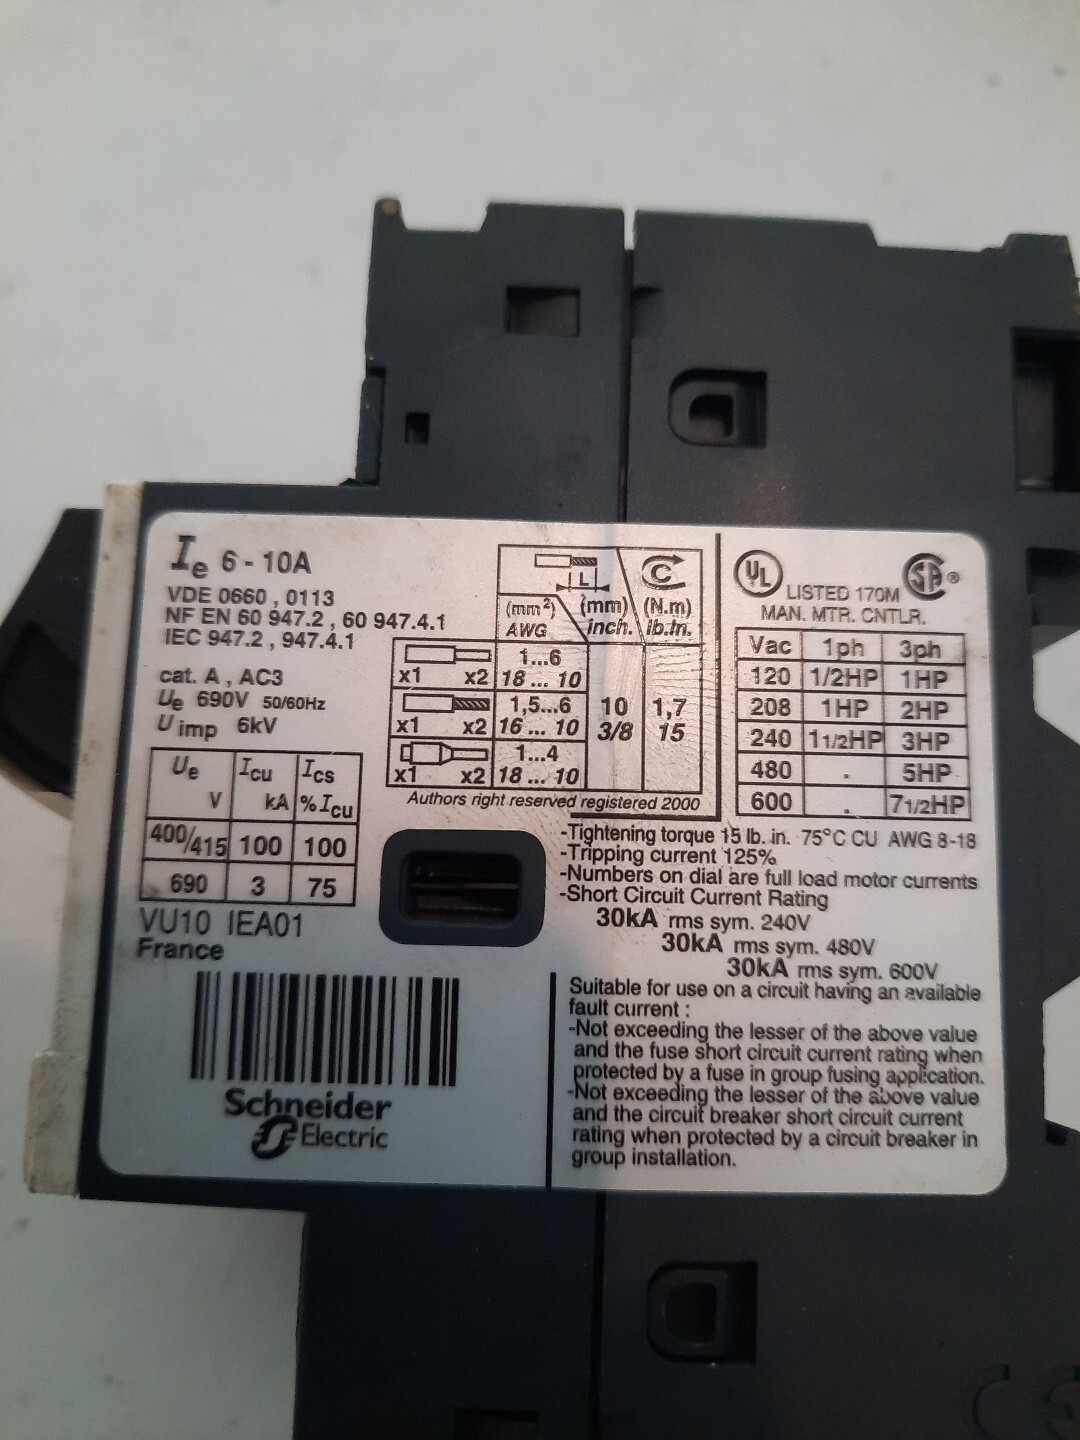 Ie 6 - 10A
VDE 0660 , 0113
NF EN 60 947.2 , 60 947.4.1
IEC 947.2 , 947.4.1
cat. A , AC3
Ue 690V 50/60Hz
U imp 6kV
Ue V Icu kA Ics %Icu
400/415 100 100
690 3 75
VU10 IEA01
France
Schneider
Electric
L C
(mm²) (mm) (N.m)
AWG inch. lb.in.
x1 x2 1...6
18 ... 10
x1 x2 1,5...6 10 1,7
16 ... 10 3/8 15
x1 x2 1...4
18 ... 10
Authors right reserved registered 2000
UL LISTED 170M SA ®
MAN. MTR. CNTLR.
Vac 1ph 3ph
120 1/2HP 1HP
208 1HP 2HP
240 1 1/2HP 3HP
480 . 5HP
600 . 7 1/2HP
-Tightening torque 15 lb. in. 75°C CU AWG 8-18
-Tripping current 125%
-Numbers on dial are full load motor currents
-Short Circuit Current Rating
30kA rms sym. 240V
30kA rms sym. 480V
30kA rms sym. 600V
Suitable for use on a circuit having an available
fault current :
-Not exceeding the lesser of the above value
and the fuse short circuit current rating when
protected by a fuse in group fusing application.
-Not exceeding the lesser of the above value
and the circuit breaker short circuit current
rating when protected by a circuit breaker in
group installation.